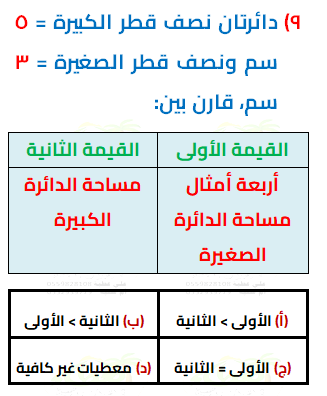 ٩) دائرتان نصف قطر الكبيرة = ٥
سم ونصف قطر الصغيرة = ٣
سم، قارن بين:
القيمة الأولى القيمة الثانية
أربعة أمثال مساحة الدائرة
مساحة الدائرة الكبيرة
الصغيرة
(أ) الأولى > الثانية (ب) الثانية > الأولى
(ج) الأولى = الثانية (د) معطيات غير كافية